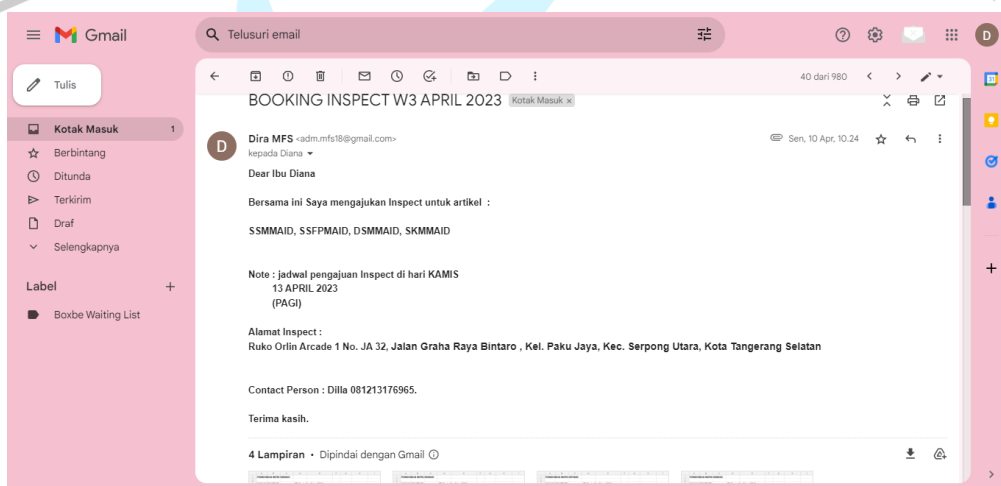 Gmail
Telusuri email
D
Tulis
40 dari 980
31
BOOKING INSPECT W3 APRIL 2023 Kotak Masuk ×
Kotak Masuk 1
Berbintang
Ditunda
Terkirim
Draf
Selengkapnya
Label +
Boxbe Waiting List
D
Dira MFS <adm.mfs18@gmail.com> Sen, 10 Apr, 10.24
kepada Diana
Dear Ibu Diana
Bersama ini Saya mengajukan Inspect untuk artikel :
SSMMAID, SSFPMAID, DSMMAID, SKMMAID
Note : jadwal pengajuan Inspect di hari KAMIS
13 APRIL 2023
(PAGI)
Alamat Inspect :
Ruko Orlin Arcade 1 No. JA 32, Jalan Graha Raya Bintaro , Kel. Paku Jaya, Kec. Serpong Utara, Kota Tangerang Selatan
Contact Person : Dilla 081213176965.
Terima kasih.
4 Lampiran • Dipindai dengan Gmail